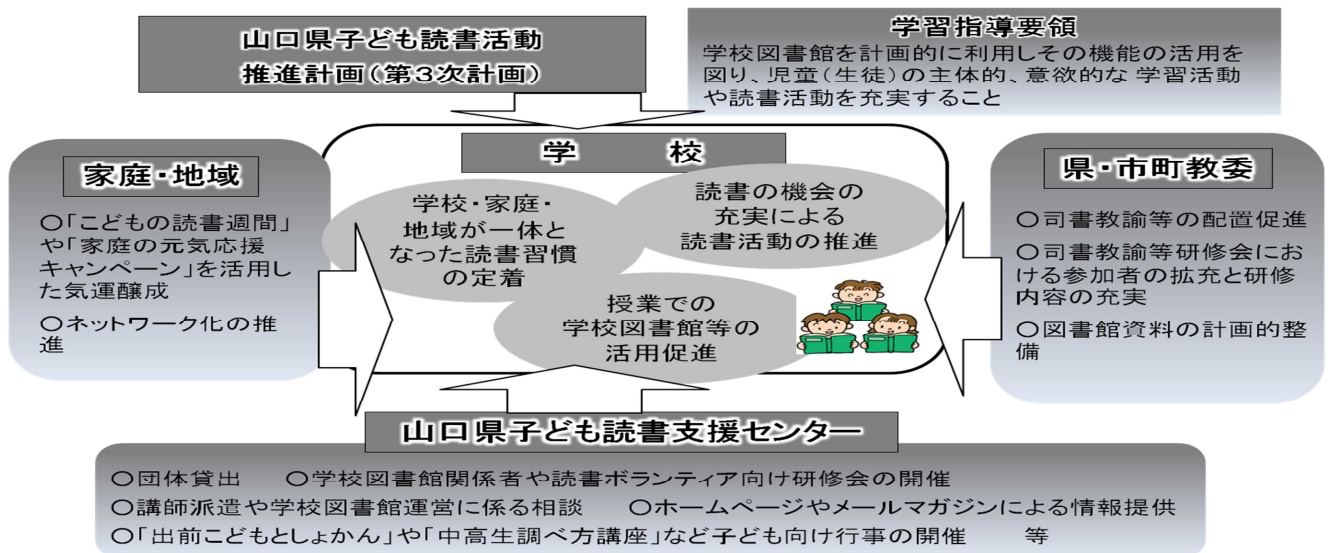 山口県子ども読書活動
推進計画(第3次計画)
学習指導要領
学校図書館を計画的に利用しその機能の活用を
図り、児童(生徒)の主体的、意欲的な 学習活動
や読書活動を充実すること
学　校
家庭・地域
○「こどもの読書週間」
や「家庭の元気応援
キャンペーン」を活用し
た気運醸成
○ネットワーク化の推
進
学校・家庭・
地域が一体と
なった読書習慣
の定着
読書の機会の
充実による
読書活動の推進
授業での
学校図書館等の
活用促進
県・市町教委
○司書教諭等の配置促進
○司書教諭等研修会にお
ける参加者の拡充と研修
内容の充実
○図書館資料の計画的整
備
山口県子ども読書支援センター
○団体貸出　○学校図書館関係者や読書ボランティア向け研修会の開催
○講師派遣や学校図書館運営に係る相談　○ホームページやメールマガジンによる情報提供
○「出前こどもとしょかん」や「中高生調べ方講座」など子ども向け行事の開催　等